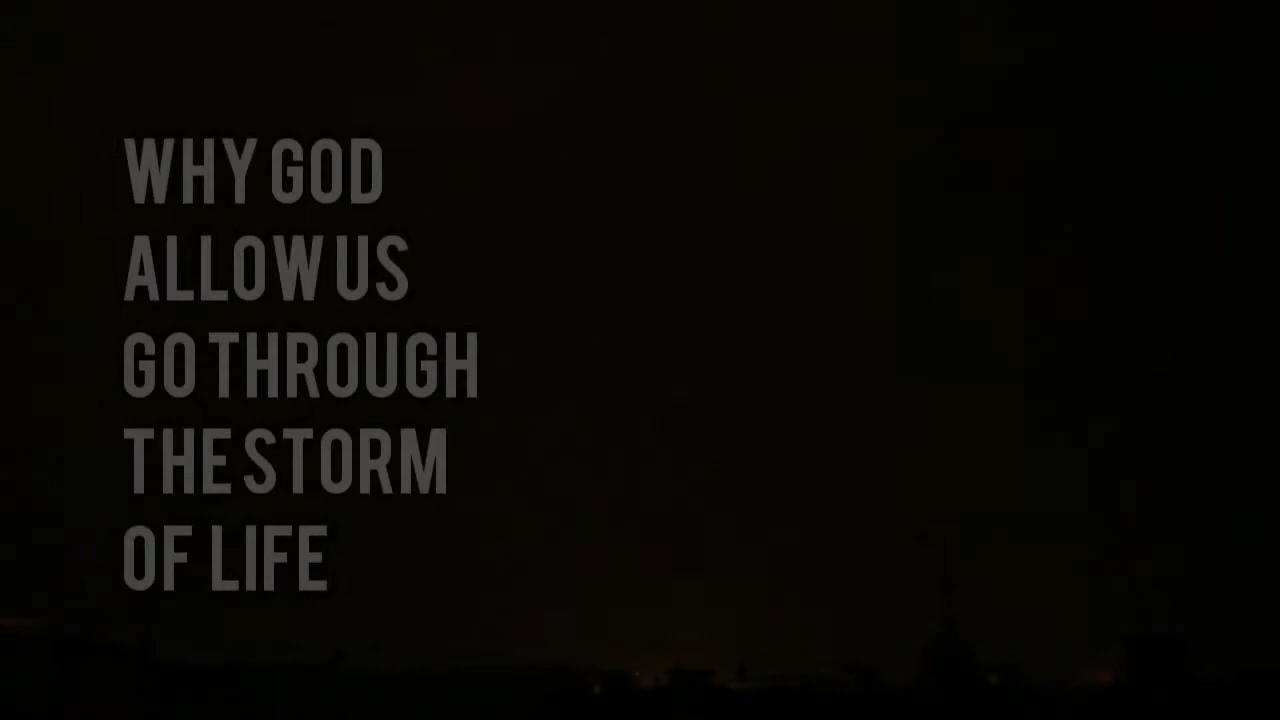 WHY GOD
ALLOW US
GO THROUGH
THE STORM
OF LIFE